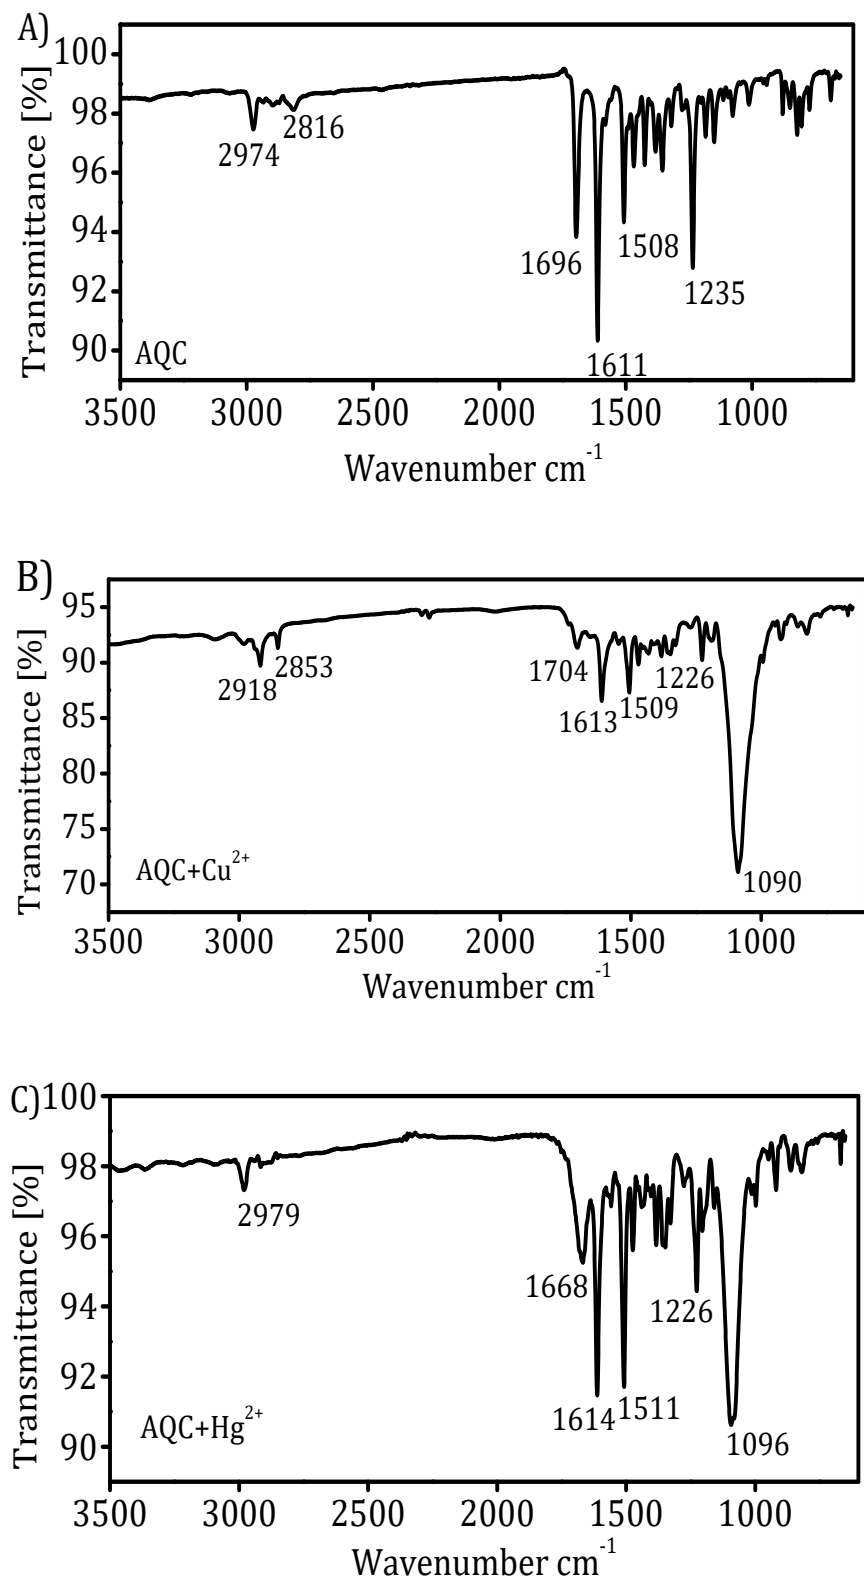 A)
Transmittance [%]
100
98
96
94
92
90
2974
2816
1696
1611
1508
1235
AQC
3500 3000 2500 2000 1500 1000
Wavenumber cm⁻¹
B)
Transmittance [%]
95
90
85
80
75
70
2918
2853
1704
1613
1509
1226
1090
AQC+Cu²⁺
3500 3000 2500 2000 1500 1000
Wavenumber cm⁻¹
C)
Transmittance [%]
100
98
96
94
92
90
2979
1668
1614
1511
1226
1096
AQC+Hg²⁺
3500 3000 2500 2000 1500 1000
Wavenumber cm⁻¹